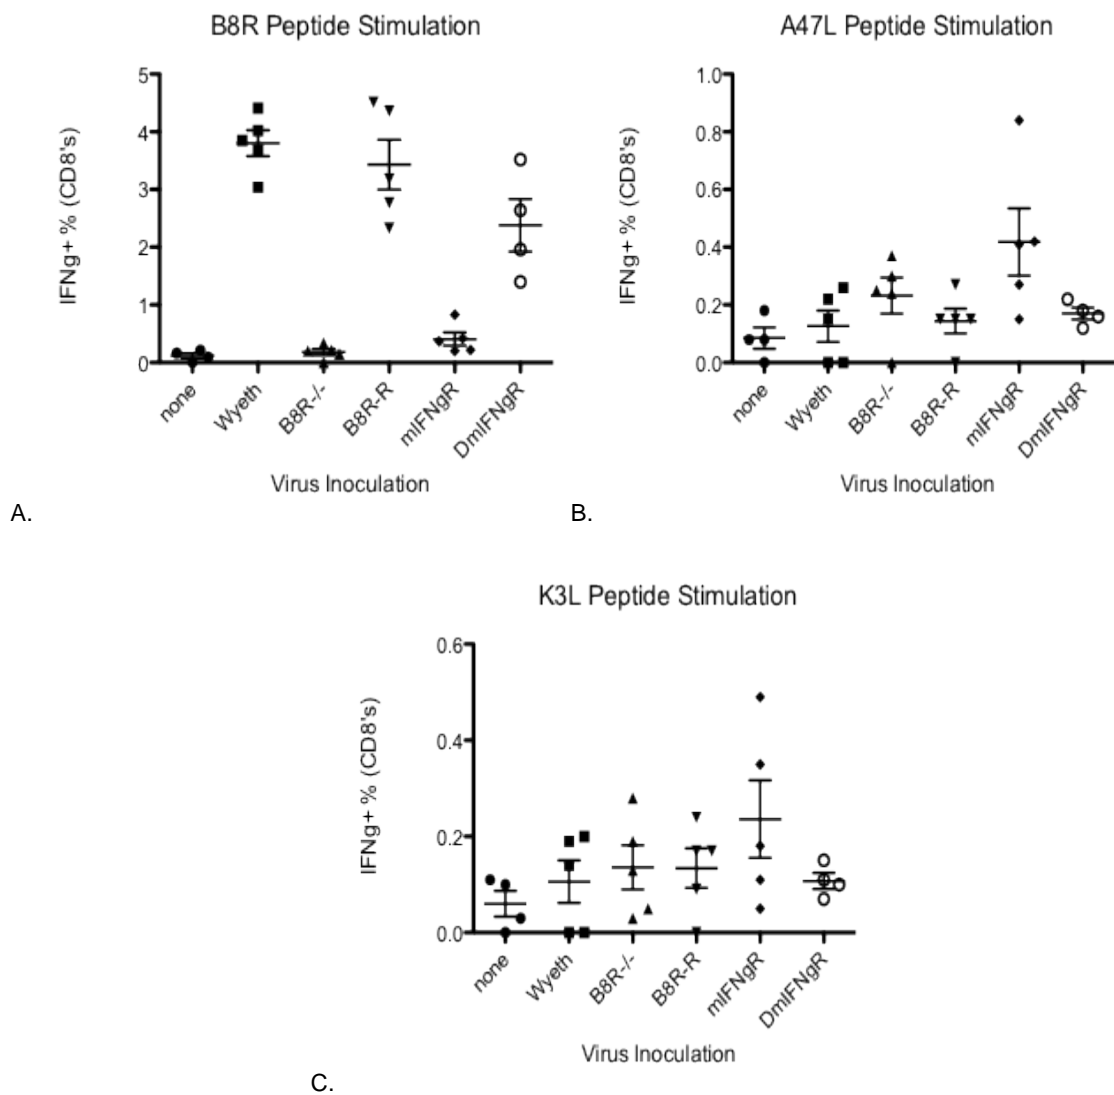 B8R Peptide Stimulation
IFNg+ % (CD8's)
5
4
3
2
1
0
none
Wyeth
B8R-/-
B8R-R
mIFNgR
DmIFNgR
Virus Inoculation
A.
A47L Peptide Stimulation
IFNg+ % (CD8's)
1.0
0.8
0.6
0.4
0.2
0.0
none
Wyeth
B8R-/-
B8R-R
mIFNgR
DmIFNgR
Virus Inoculation
B.
K3L Peptide Stimulation
IFNg+ % (CD8's)
0.6
0.4
0.2
0.0
none
Wyeth
B8R-/-
B8R-R
mIFNgR
DmIFNgR
Virus Inoculation
C.